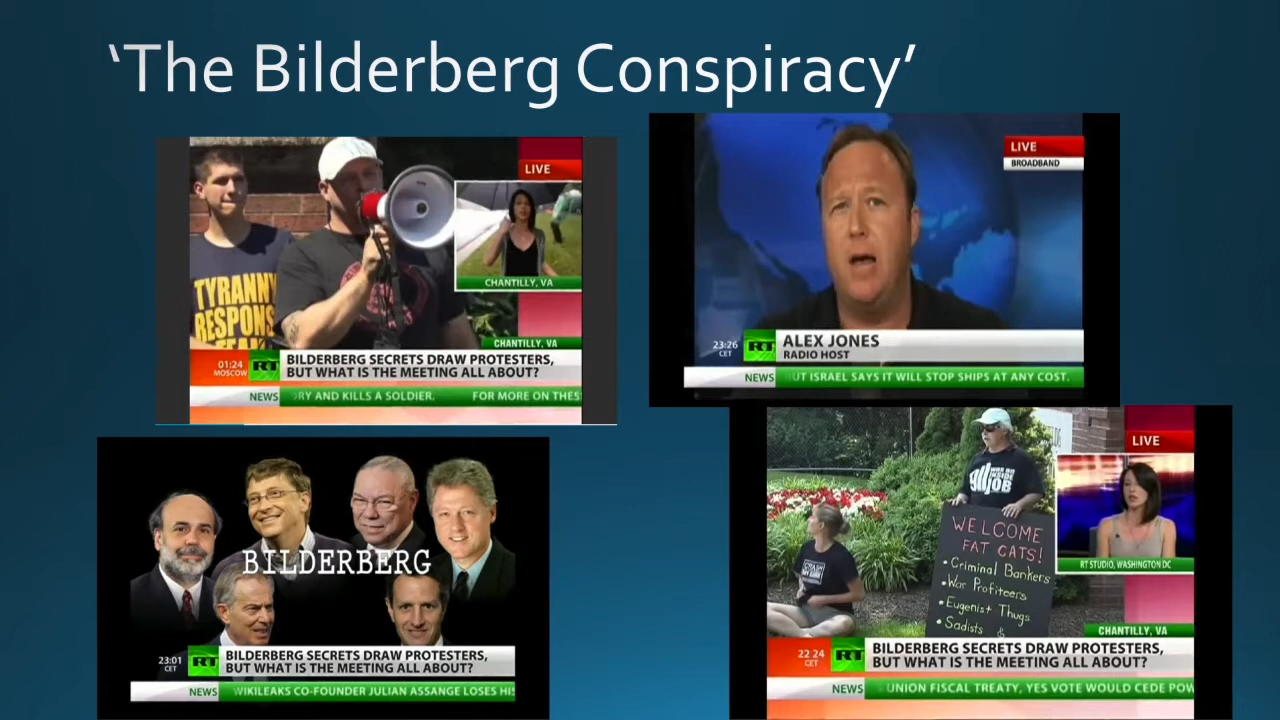 ‘The Bilderberg Conspiracy’
LIVE
TYRANNY
RESPONS
TEAM
CHANTILLY, VA
CHANTILLY, VA
01:24
MOSCOW
RT
BILDERBERG SECRETS DRAW PROTESTERS,
BUT WHAT IS THE MEETING ALL ABOUT?
NEWS RY AND KILLS A SOLDIER. FOR MORE ON THES
LIVE
BROADBAND
23:26
CET
RT
ALEX JONES
RADIO HOST
NEWS UT ISRAEL SAYS IT WILL STOP SHIPS AT ANY COST.
BILDERBERG
23:01
CET
RT
BILDERBERG SECRETS DRAW PROTESTERS,
BUT WHAT IS THE MEETING ALL ABOUT?
NEWS WIKILEAKS CO-FOUNDER JULIAN ASSANGE LOSES HIS
LIVE
INSIDE
JOB
WELCOME
FAT CATS!
• Criminal Bankers
• War Profiteers
• Eugenist Thugs
• Sadists &
RT STUDIO, WASHINGTON DC
CHANTILLY, VA
22 24
CET
RT
BILDERBERG SECRETS DRAW PROTESTERS,
BUT WHAT IS THE MEETING ALL ABOUT?
NEWS UNION FISCAL TREATY, YES VOTE WOULD CEDE POW